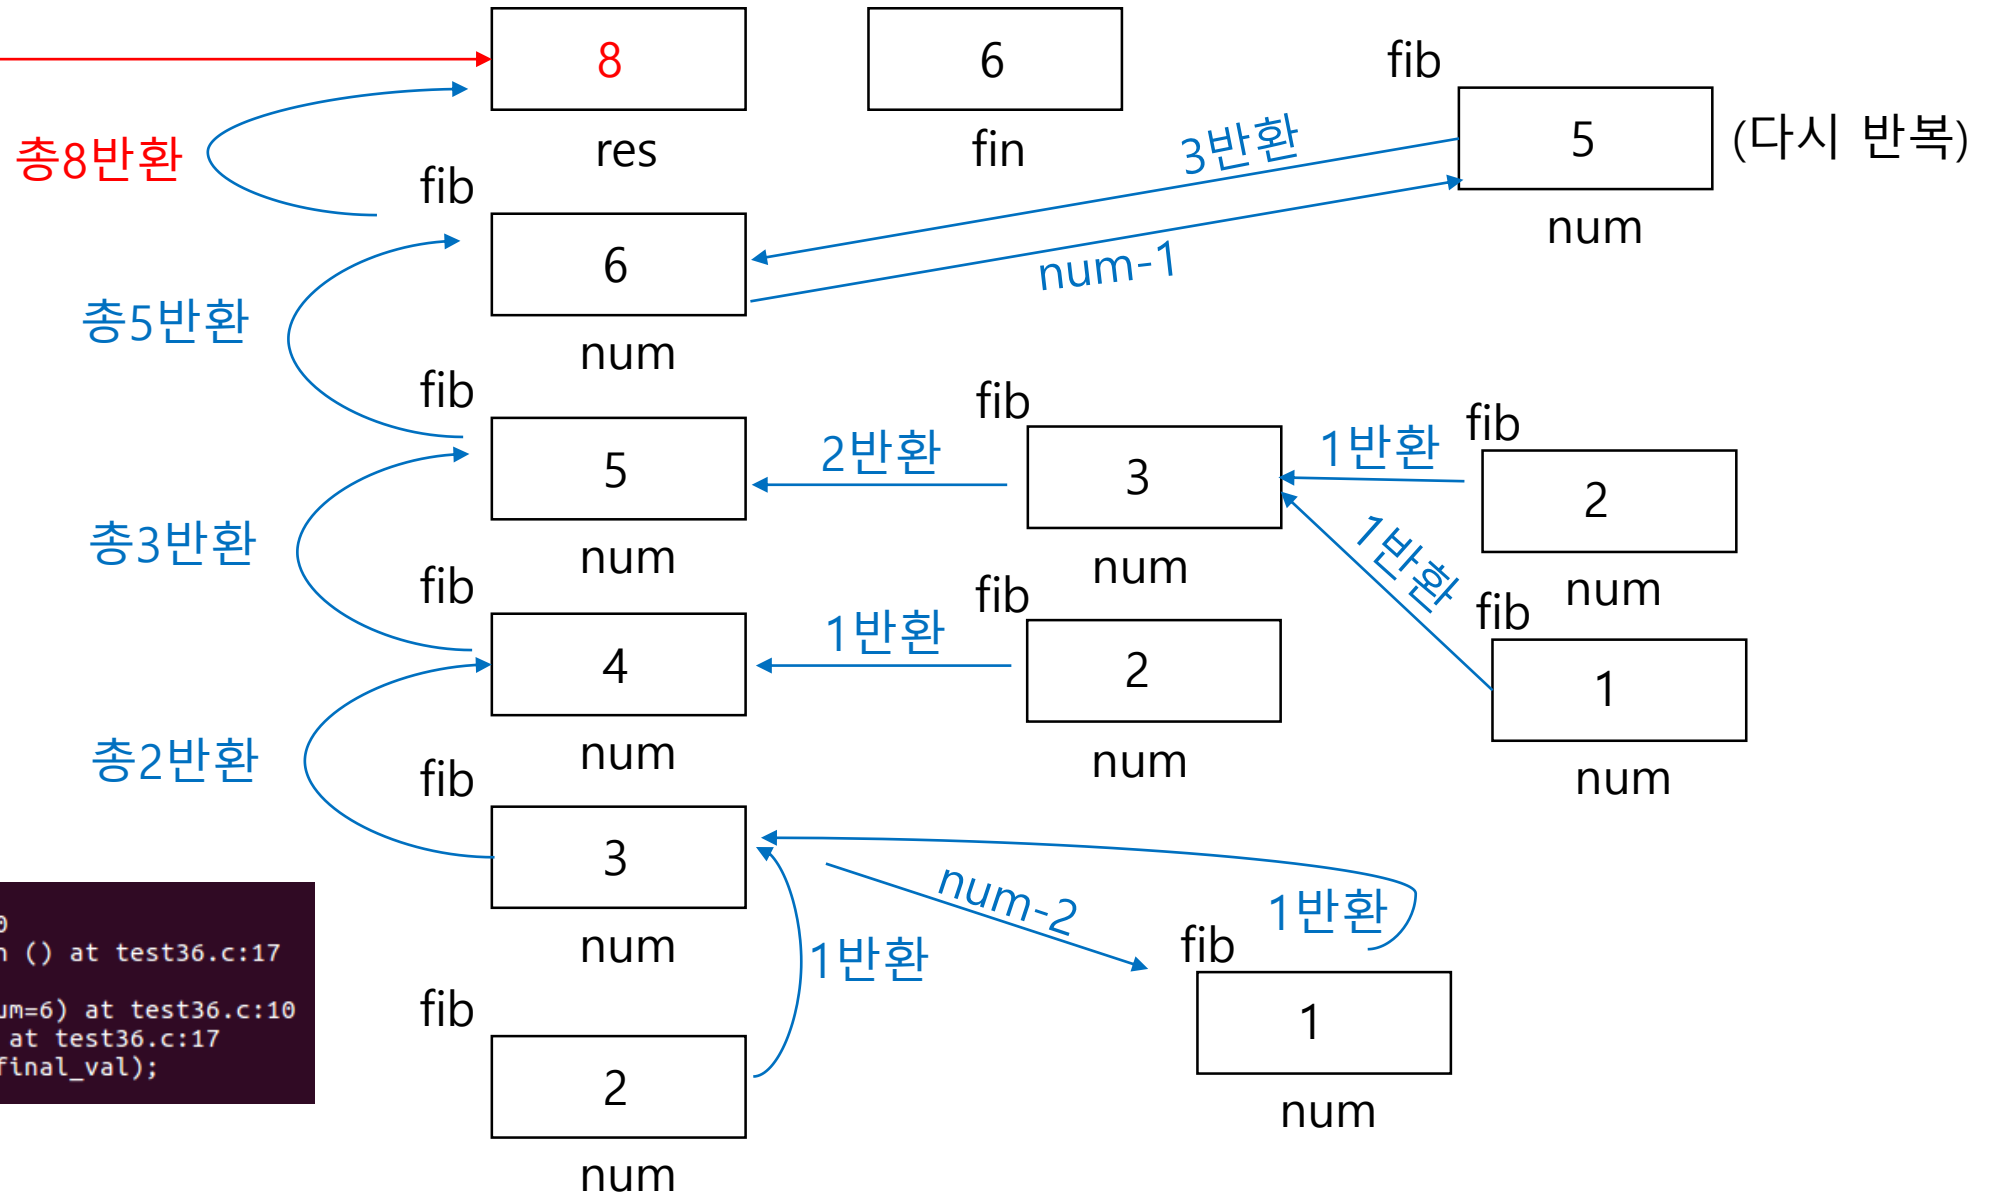 8
6
fib
5
(다시 반복)
총8반환
res
fin
3반환
num
fib
6
num-1
총5반환
num
fib
5
2반환
fib
3
1반환
fib
2
num
num
1반환
num
총3반환
fib
4
1반환
fib
2
fib
1
num
num
num
총2반환
fib
3
num-2
1반환
num
1반환
fib
1
num
fib
2
num
0
n () at test36.c:17
um=6) at test36.c:10
at test36.c:17
final_val);